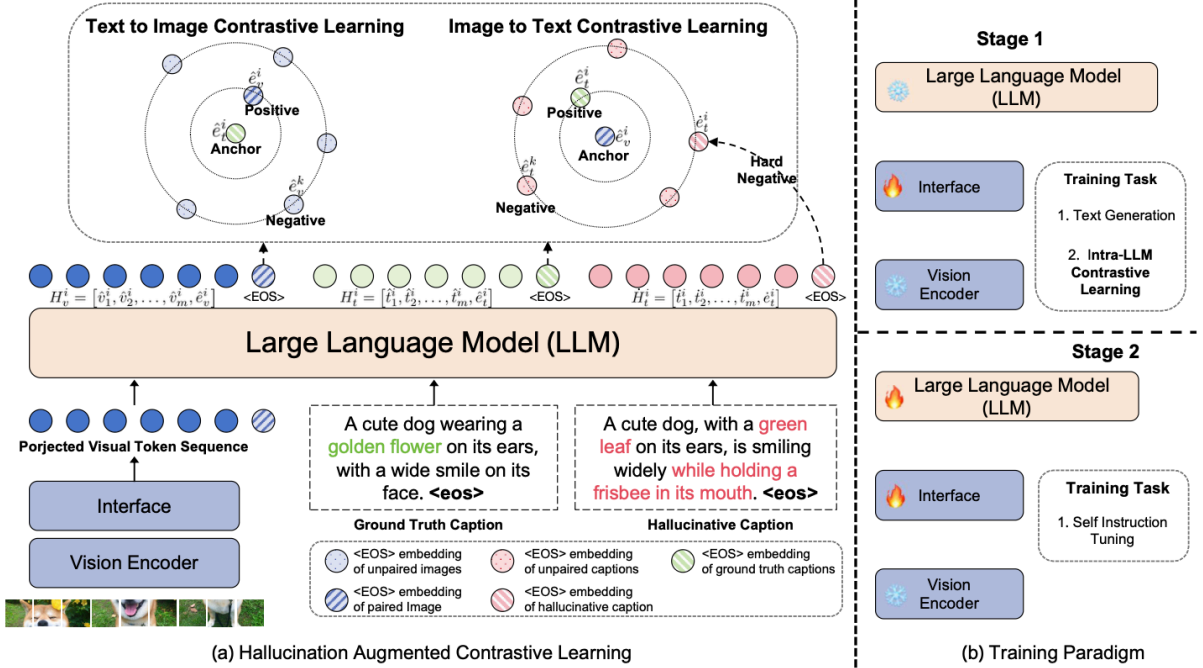 Text to Image Contrastive Learning
Image to Text Contrastive Learning
ê_v^i
Positive
ê_t^i
Anchor
ê_v^k
Negative
ê_t^i
Positive
ê_v^i
Anchor
ė_t^i
ê_t^k
Negative
Hard
Negative
H_v^i = [v̂_1^i, v̂_2^i, . . . , v̂_m^i, ê_v^i]
<EOS>
H_t^i = [t̂_1^i, t̂_2^i, . . . , t̂_m^i, ê_t^i]
<EOS>
Ḣ_t^i = [ṫ_1^i, ṫ_2^i, . . . , ṫ_m^i, ė_t^i]
<EOS>
Large Language Model (LLM)
Porjected Visual Token Sequence
Interface
Vision Encoder
A cute dog wearing a
golden flower on its ears,
with a wide smile on its
face. <eos>
Ground Truth Caption
A cute dog, with a green
leaf on its ears, is smiling
widely while holding a
frisbee in its mouth. <eos>
Hallucinative Caption
<EOS> embedding
of unpaired images
<EOS> embedding
of unpaired captions
<EOS> embedding
of ground truth captions
<EOS> embedding
of paired Image
<EOS> embedding
of hallucinative caption
(a) Hallucination Augmented Contrastive Learning
Stage 1
Large Language Model
(LLM)
Interface
Vision
Encoder
Training Task
1. Text Generation
2. Intra-LLM
Contrastive
Learning
Stage 2
Large Language Model
(LLM)
Interface
Vision
Encoder
Training Task
1. Self Instruction
Tuning
(b) Training Paradigm